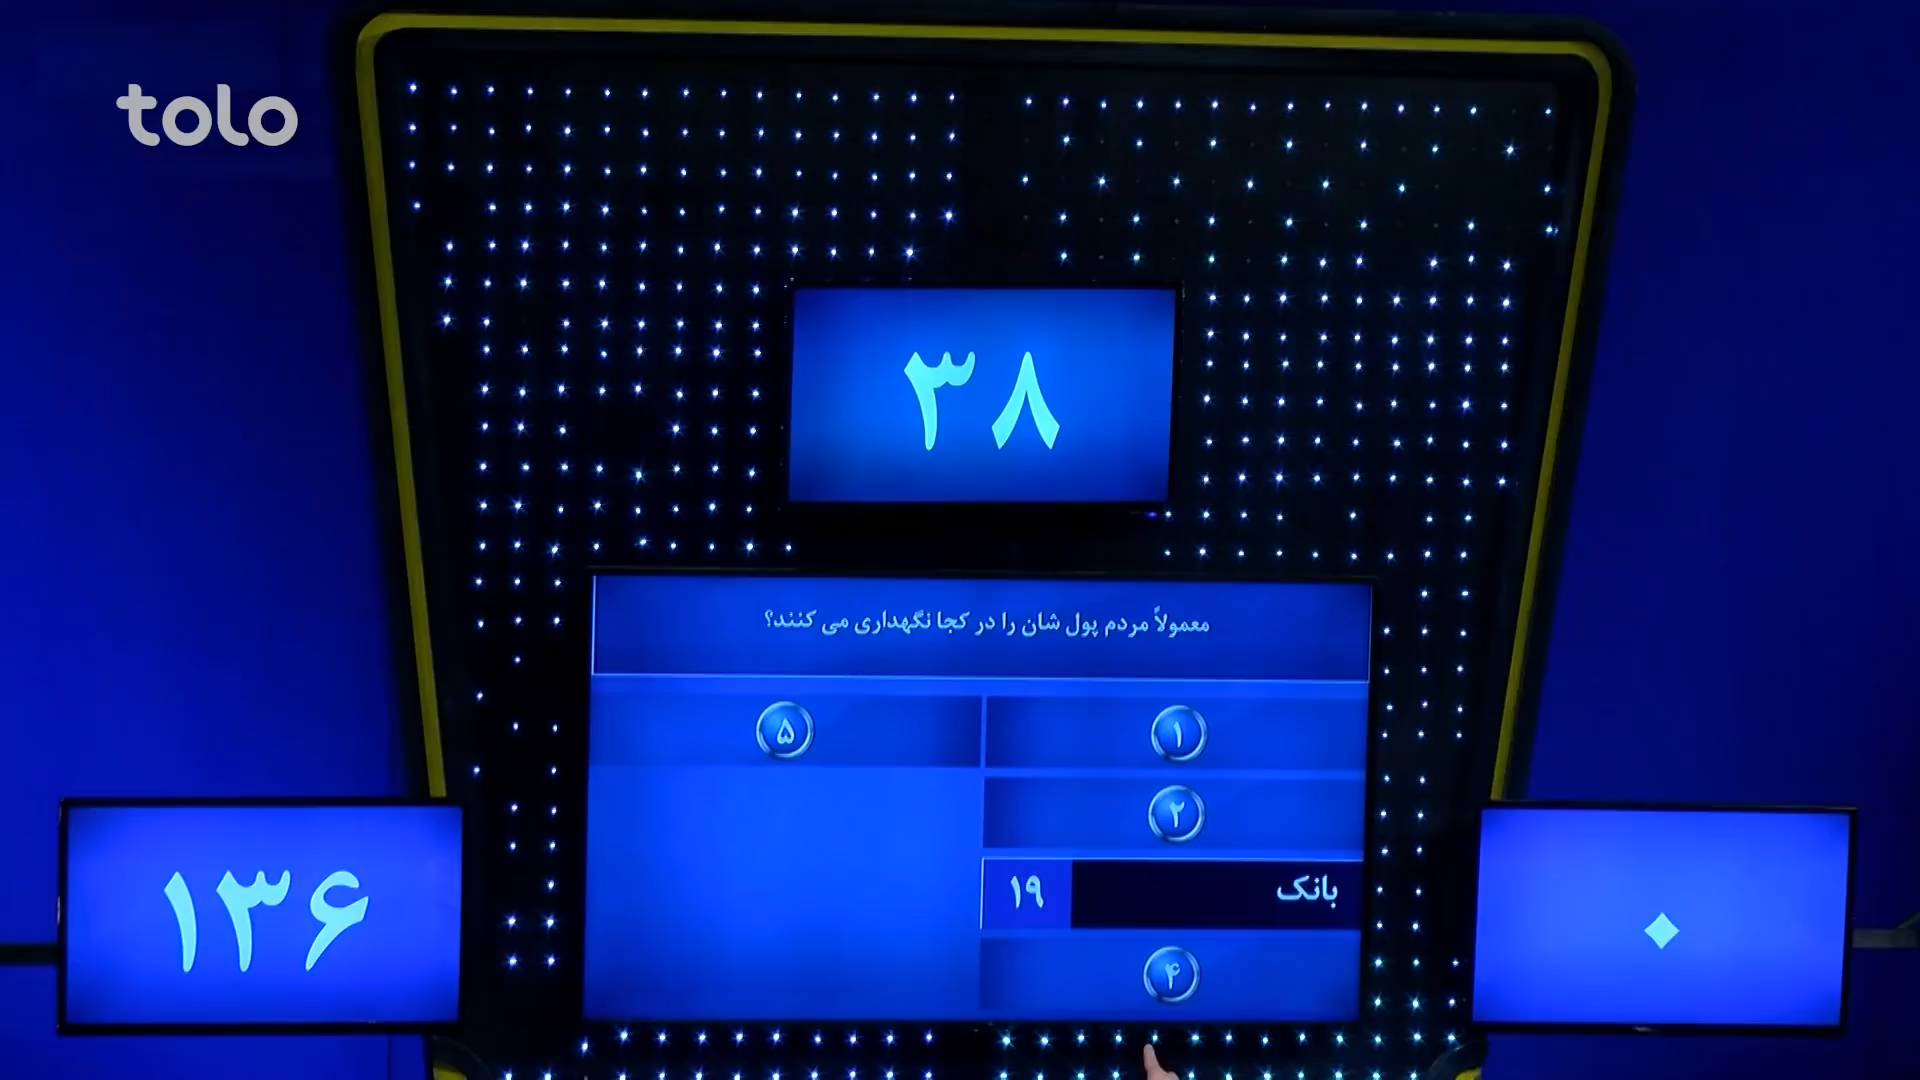 tolo
۳۸
معمولاً مردم پول شان را در کجا نگهداری می کنند؟
۱
۵
۲
بانک ۱۹
۴
۱۳۶
۰